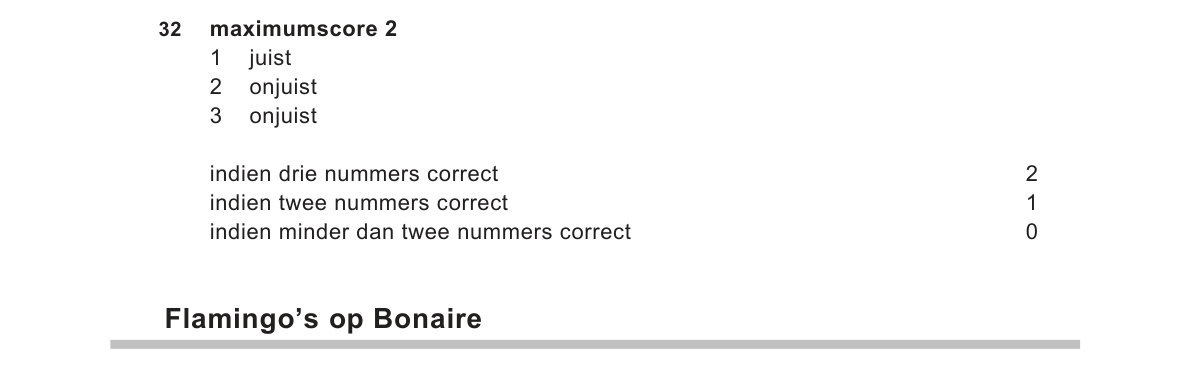 32 maximumscore 2
1 juist
2 onjuist
3 onjuist
indien drie nummers correct 2
indien twee nummers correct 1
indien minder dan twee nummers correct 0
Flamingo’s op Bonaire